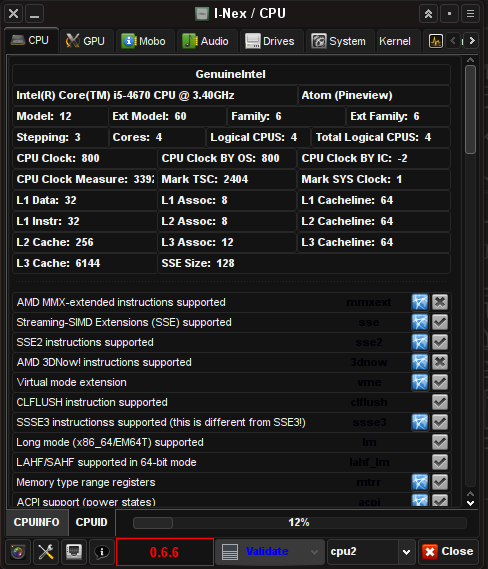 I-Nex / CPU
CPU GPU Mobo Audio Drives System Kernel
GenuineIntel
Intel(R) Core(TM) i5-4670 CPU @ 3.40GHz Atom (Pineview)
Model: 12 Ext Model: 60 Family: 6 Ext Family: 6
Stepping: 3 Cores: 4 Logical CPUS: 4 Total Logical CPUS: 4
CPU Clock: 800 CPU Clock BY OS: 800 CPU Clock BY IC: -2
CPU Clock Measure: 3392 Mark TSC: 2404 Mark SYS Clock: 1
L1 Data: 32 L1 Assoc: 8 L1 Cacheline: 64
L1 Instr: 32 L2 Assoc: 8 L2 Cacheline: 64
L2 Cache: 256 L3 Assoc: 12 L3 Cacheline: 64
L3 Cache: 6144 SSE Size: 128
AMD MMX-extended instructions supported mmxext
Streaming-SIMD Extensions (SSE) supported sse
SSE2 instructions supported sse2
AMD 3DNow! instructions supported 3dnow
Virtual mode extension vme
CLFLUSH instruction supported clflush
SSSE3 instructionss supported (this is different from SSE3!) ssse3
Long mode (x86_64/EM64T) supported lm
LAHF/SAHF supported in 64-bit mode lahf_lm
Memory type range registers mtrr
ACPI support (power states) acpi
CPUINFO CPUID 12%
0.6.6 Validate cpu2 Close